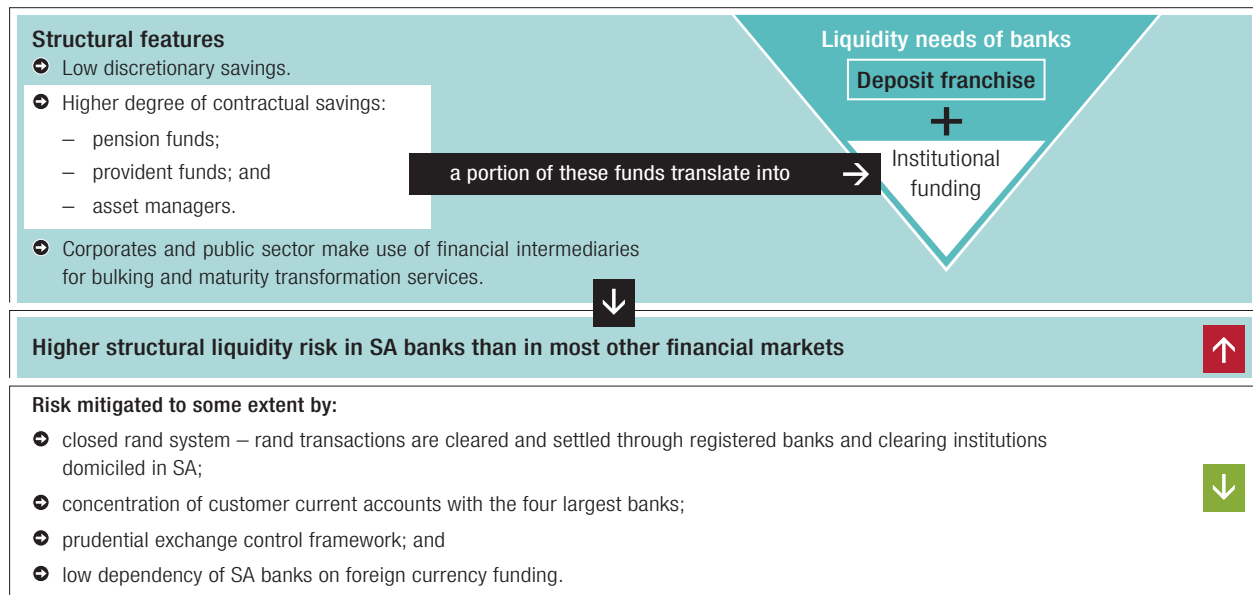 Structural features
Low discretionary savings.
Higher degree of contractual savings:
– pension funds;
– provident funds; and
– asset managers.
Corporates and public sector make use of financial intermediaries
for bulking and maturity transformation services.
a portion of these funds translate into
Liquidity needs of banks
Deposit franchise
+
Institutional
funding
Higher structural liquidity risk in SA banks than in most other financial markets
Risk mitigated to some extent by:
closed rand system – rand transactions are cleared and settled through registered banks and clearing institutions
domiciled in SA;
concentration of customer current accounts with the four largest banks;
prudential exchange control framework; and
low dependency of SA banks on foreign currency funding.